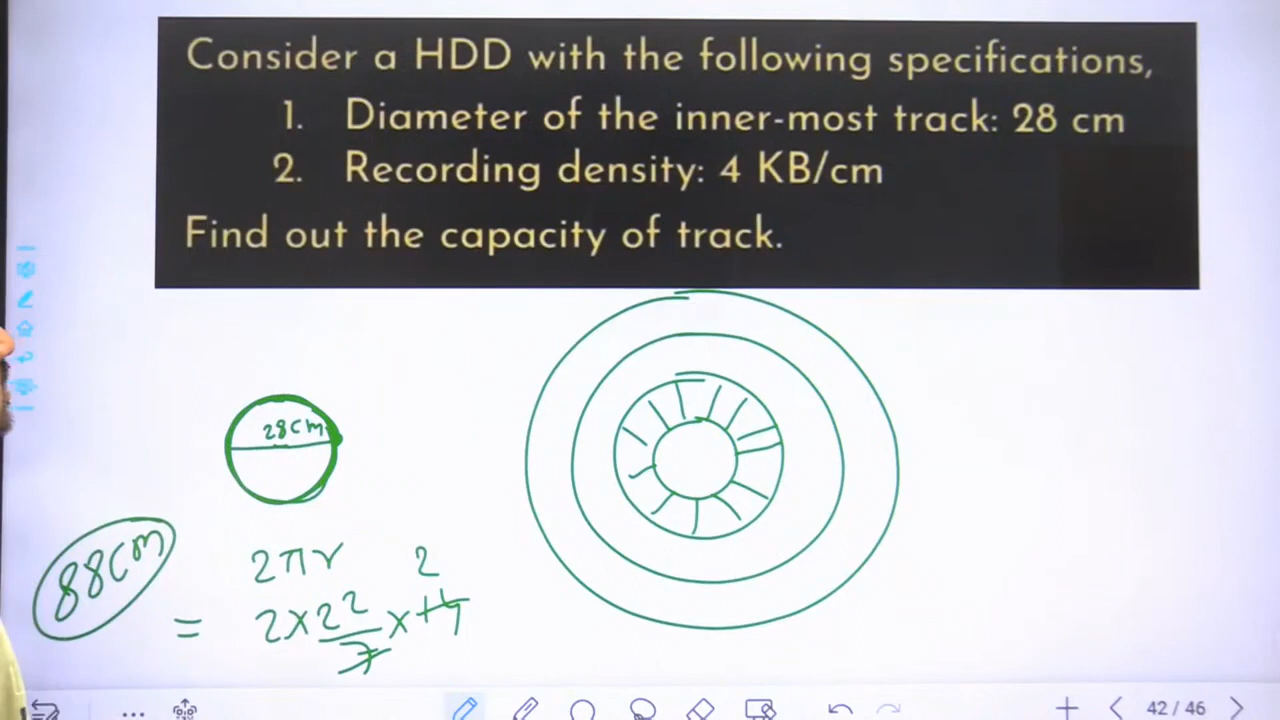 Consider a HDD with the following specifications,
1. Diameter of the inner-most track: 28 cm
2. Recording density: 4 KB/cm
Find out the capacity of track.
28cm
88cm
2πr
2
= 2×22/7×14
42 / 46